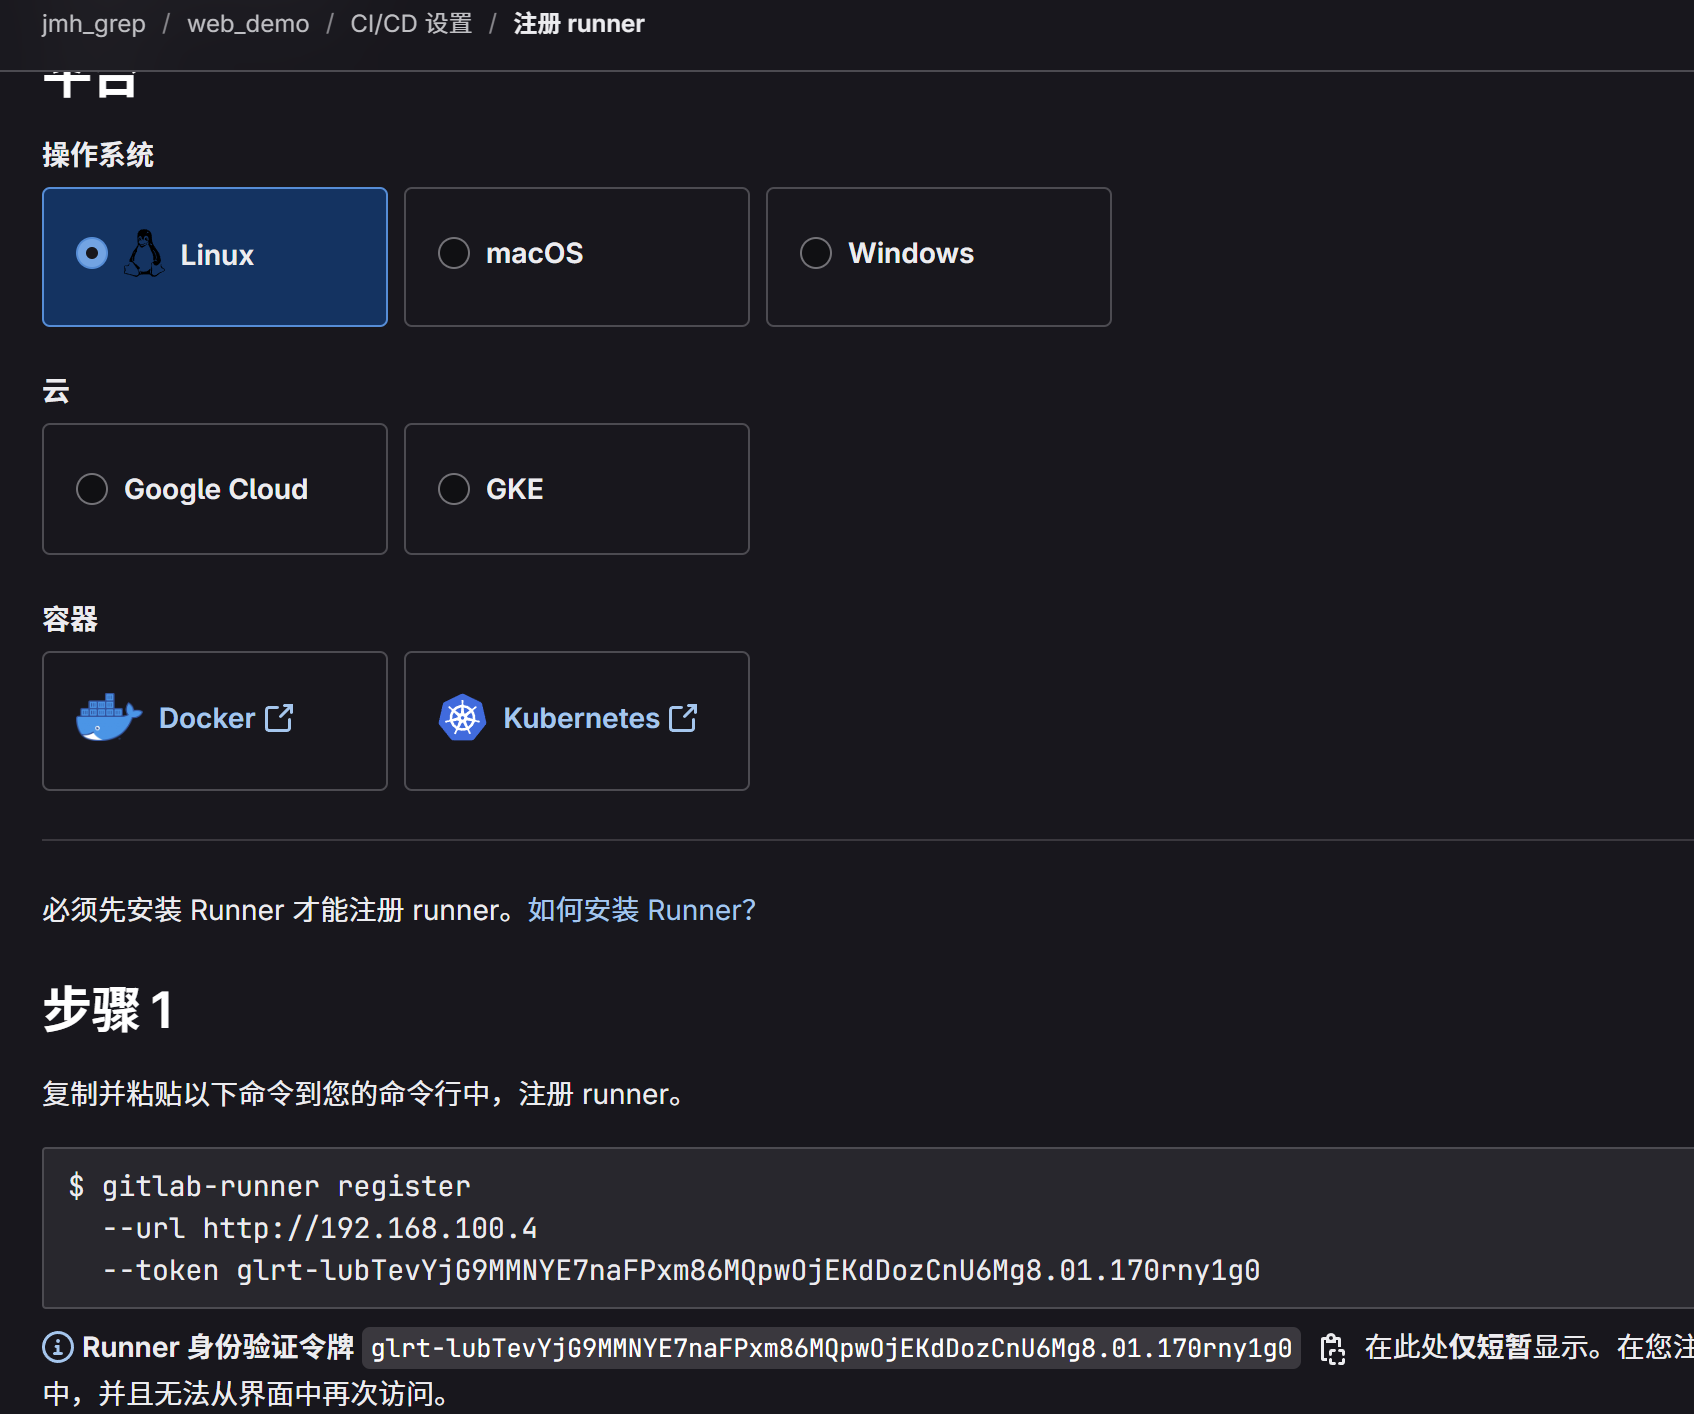 jmh_grep / web_demo / CI/CD 设置 / 注册 runner
平台
操作系统
Linux
macOS
Windows
云
Google Cloud
GKE
容器
Docker
Kubernetes
必须先安装 Runner 才能注册 runner。如何安装 Runner?
步骤 1
复制并粘贴以下命令到您的命令行中，注册 runner。
$ gitlab-runner register
--url http://192.168.100.4
--token glrt-lubTevYjG9MMNYE7naFPxm86MQpwOjEKdDozCnU6Mg8.01.170rny1g0
Runner 身份验证令牌 glrt-lubTevYjG9MMNYE7naFPxm86MQpwOjEKdDozCnU6Mg8.01.170rny1g0 在此处仅短暂显示。在您注
中，并且无法从界面中再次访问。